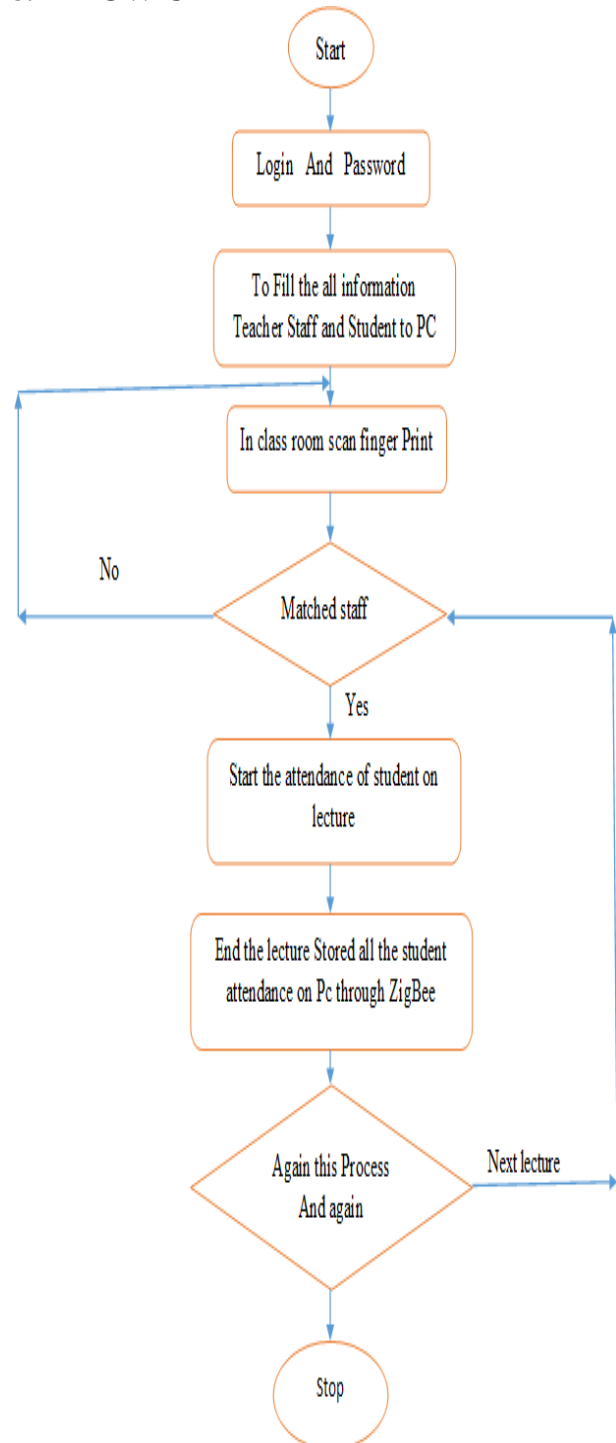 Start
Login And Password
To Fill the all information
Teacher Staff and Student to PC
In class room scan finger Print
No
Matched staff
Yes
Start the attendance of student on
lecture
End the lecture Stored all the student
attendance on Pc through ZigBee
Again this Process
And again
Next lecture
Stop